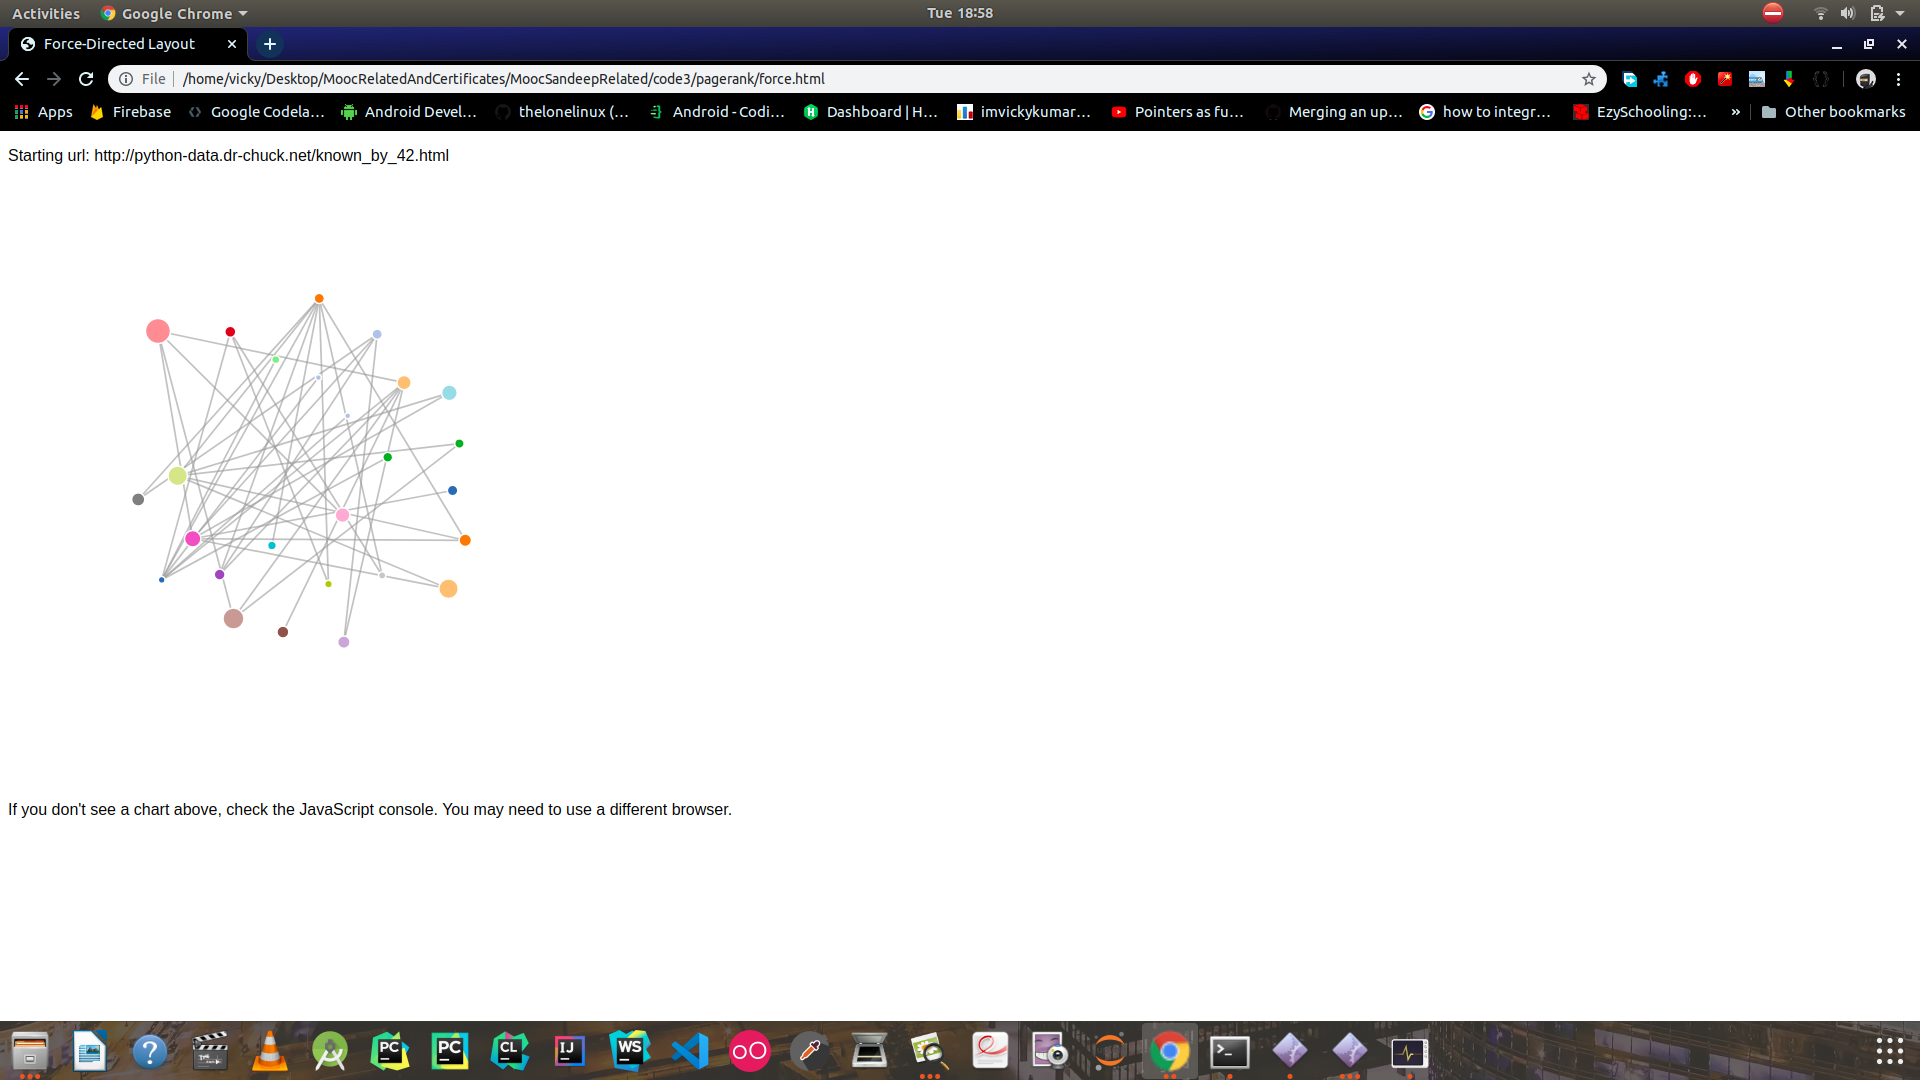 Activities Google Chrome Tue 18:58
Force-Directed Layout
File /home/vicky/Desktop/MoocRelatedAndCertificates/MoocSandeepRelated/code3/pagerank/force.html
Apps Firebase Google Codela… Android Devel… thelonelinux (… Android - Codi… Dashboard | H… imvickykumar… Pointers as fu… Merging an up… how to integr… EzySchooling:… » Other bookmarks
Starting url: http://python-data.dr-chuck.net/known_by_42.html
If you don't see a chart above, check the JavaScript console. You may need to use a different browser.
PC PC CL IJ WS